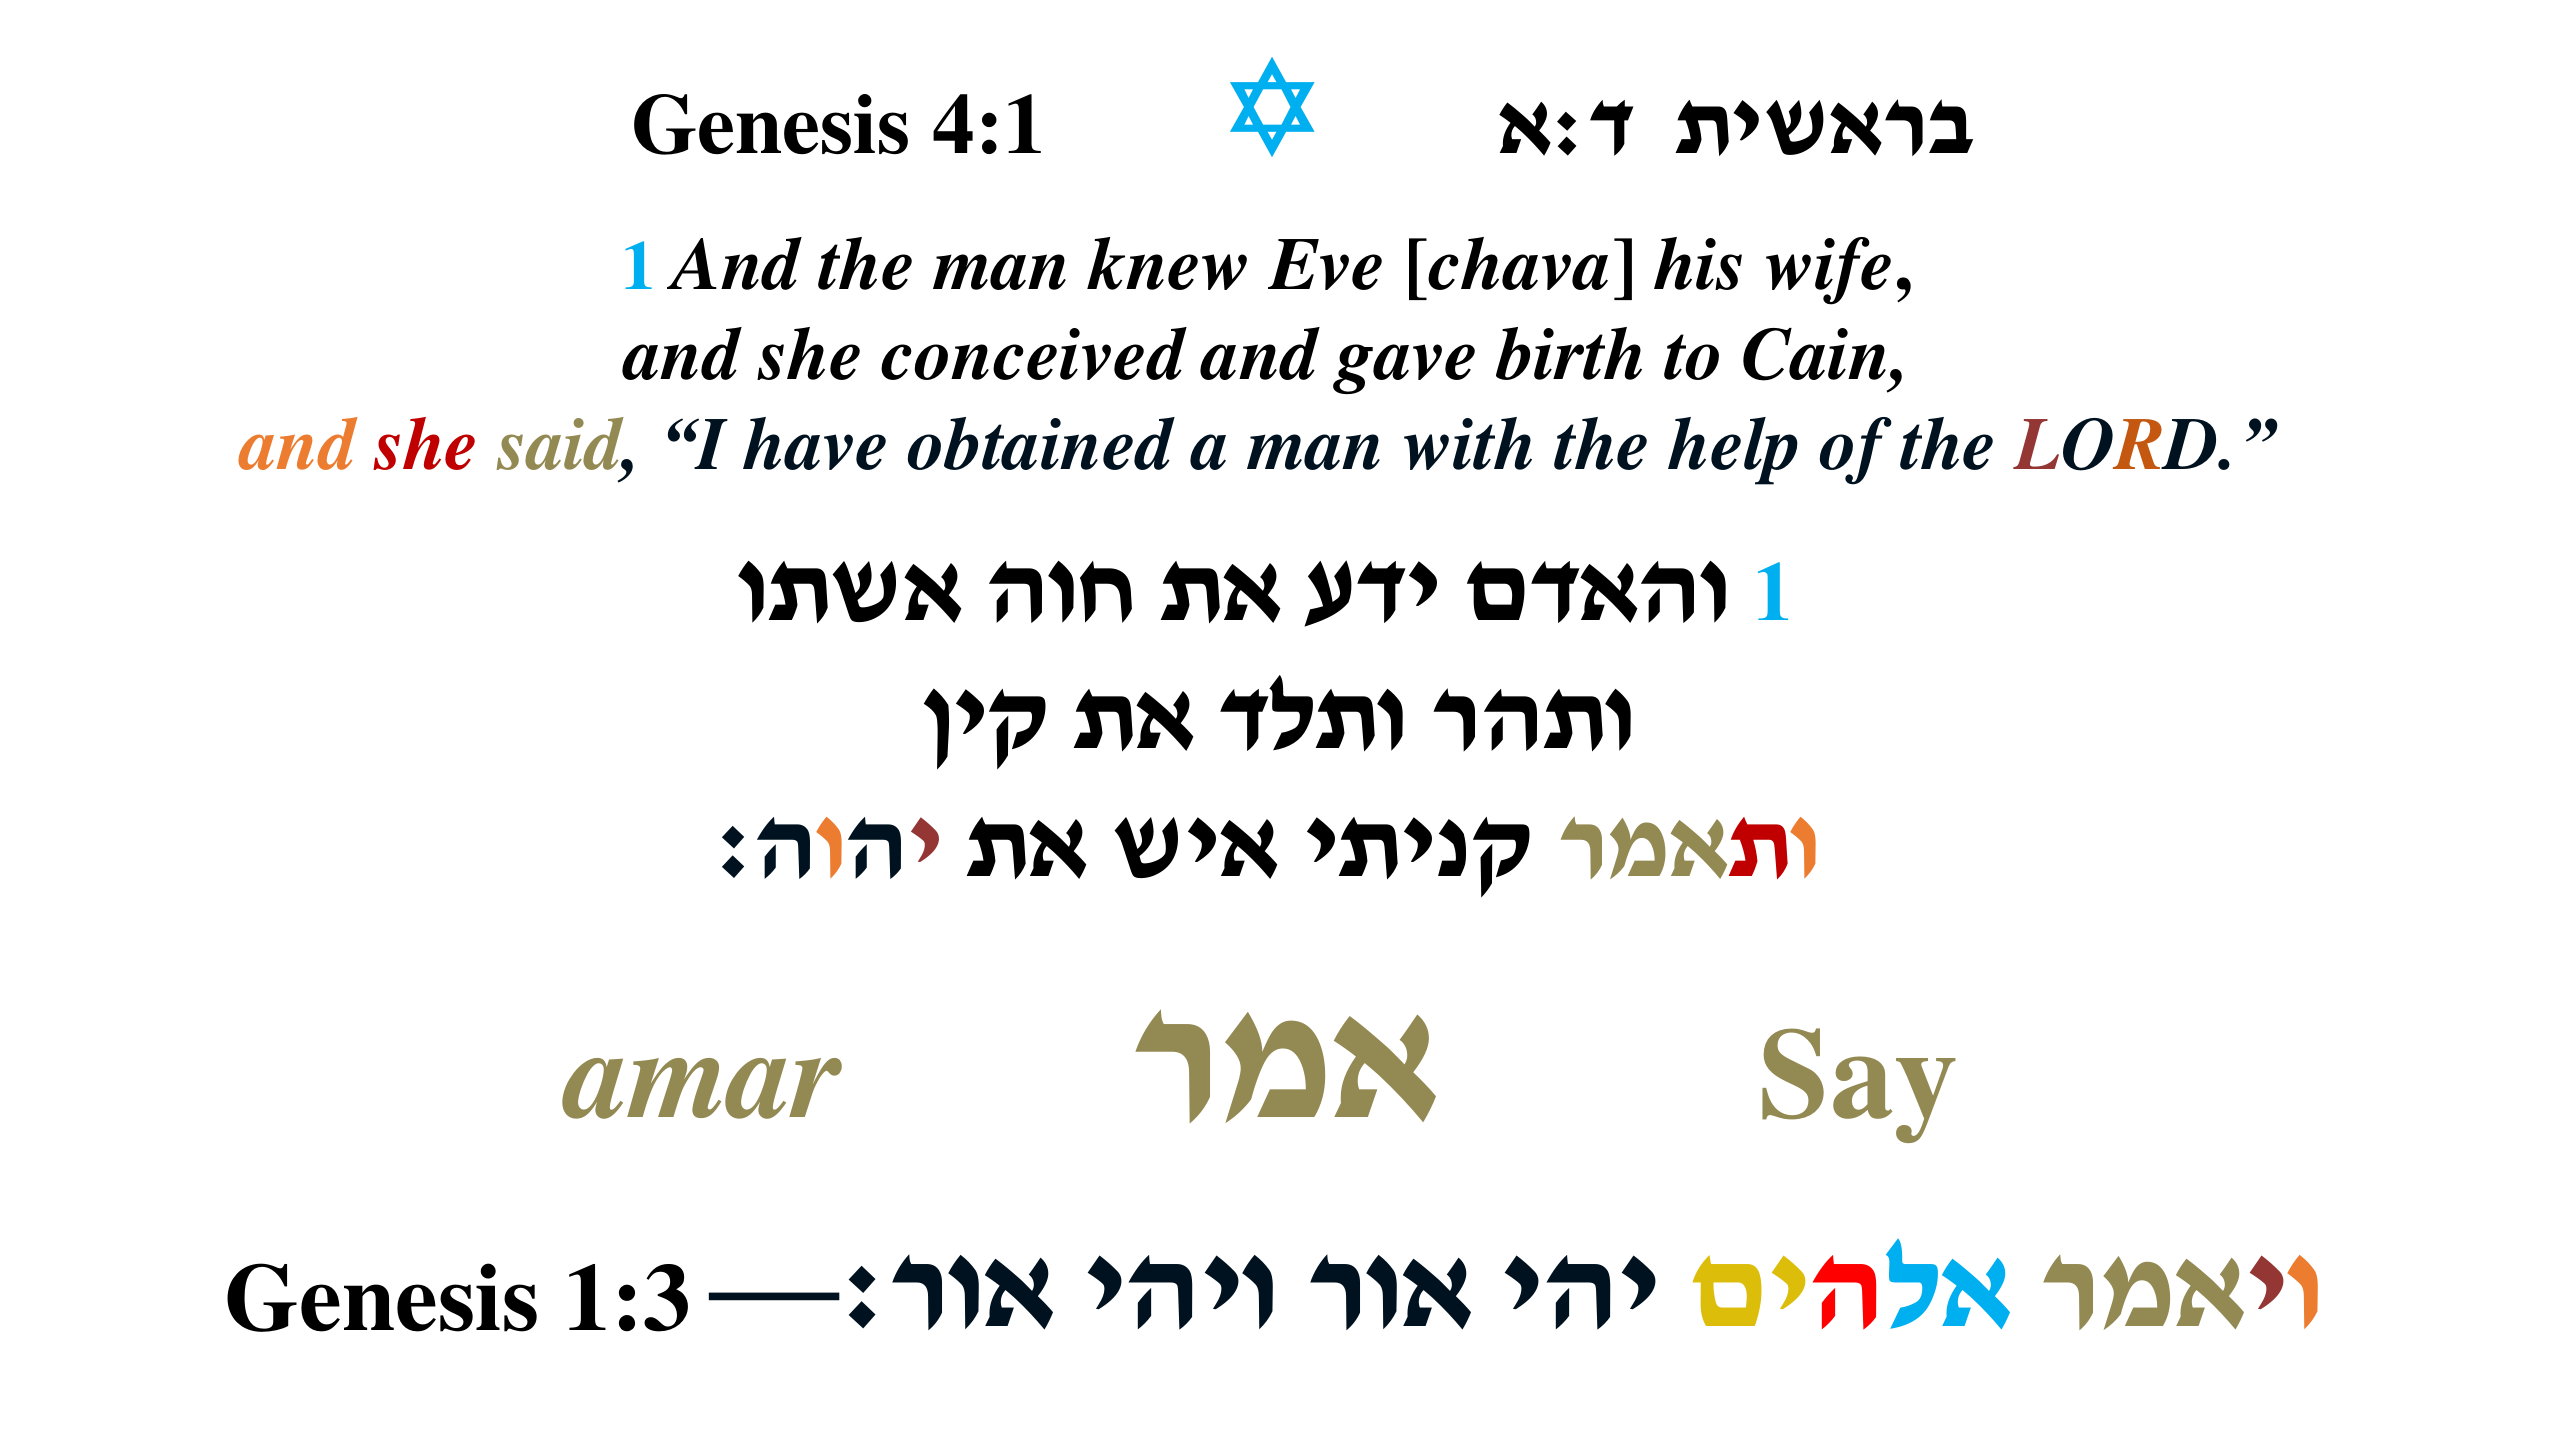 Genesis 4:1 ✡ בראשית ד:א
1 And the man knew Eve [chava] his wife,
and she conceived and gave birth to Cain,
and she said, “I have obtained a man with the help of the LORD.”
1 והאדם ידע את חוה אשתו
ותהר ותלד את קין
ותאמר קניתי איש את יהוה:
amar אמר Say
Genesis 1:3 —ויאמר אלהים יהי אור ויהי אור: